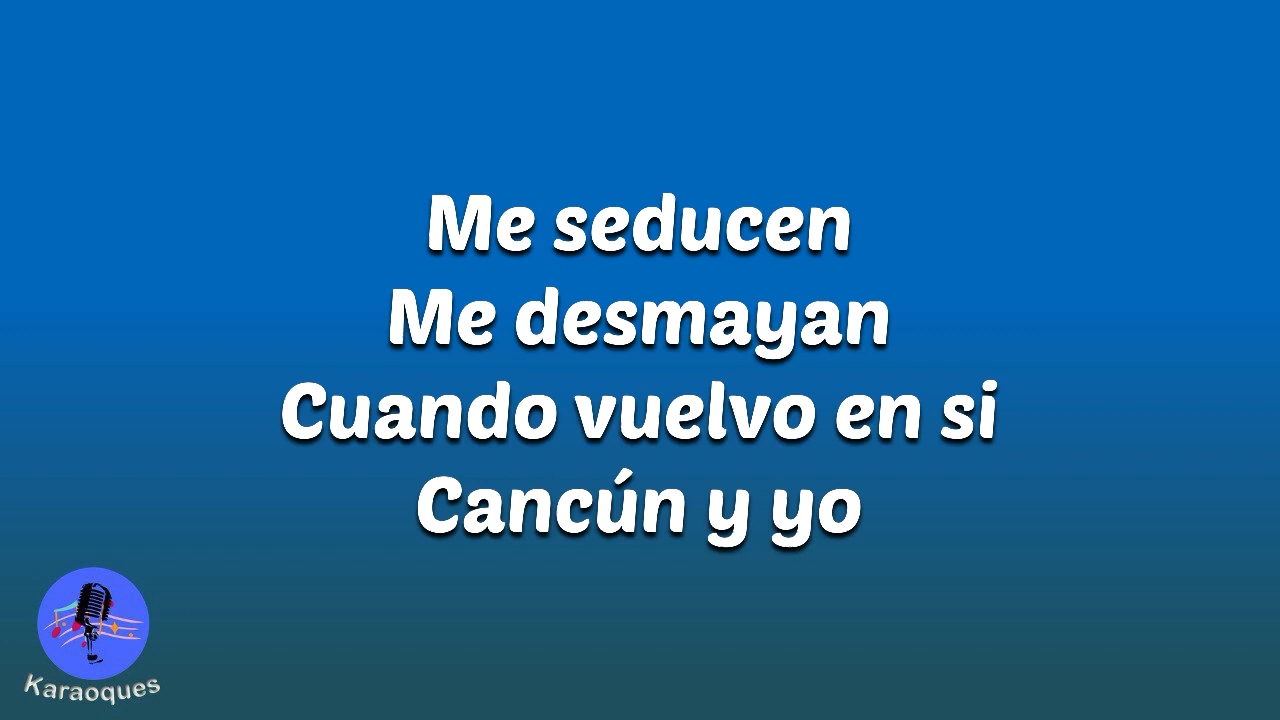 Me seducen
Me desmayan
Cuando vuelvo en si
Cancún y yo
Karaoques